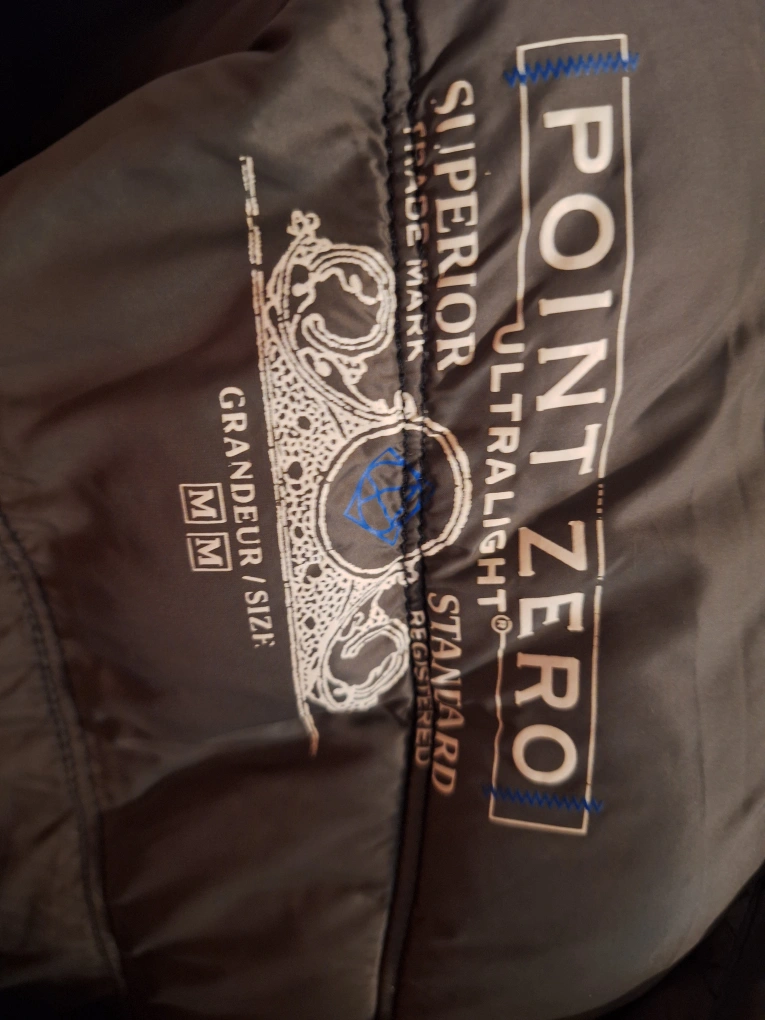 POINT ZERO
ULTRALIGHT®
SUPERIOR STANDARD
TRADE MARK REGISTERED
GRANDEUR / SIZE
M M